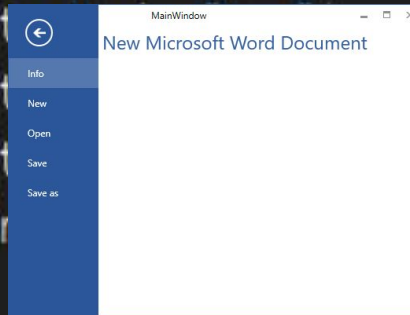 MainWindow
New Microsoft Word Document
Info
New
Open
Save
Save as